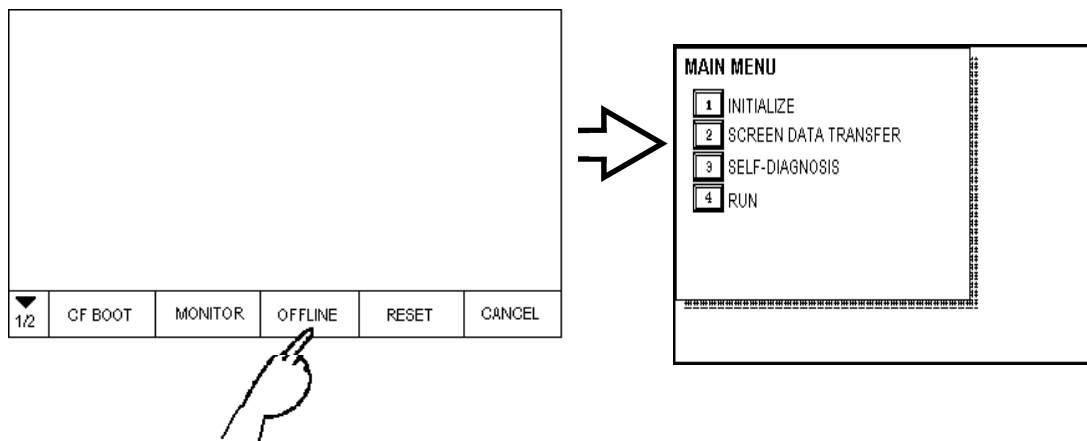 MAIN MENU
1 INITIALIZE
2 SCREEN DATA TRANSFER
3 SELF-DIAGNOSIS
4 RUN
1/2 CF BOOT MONITOR OFFLINE RESET CANCEL